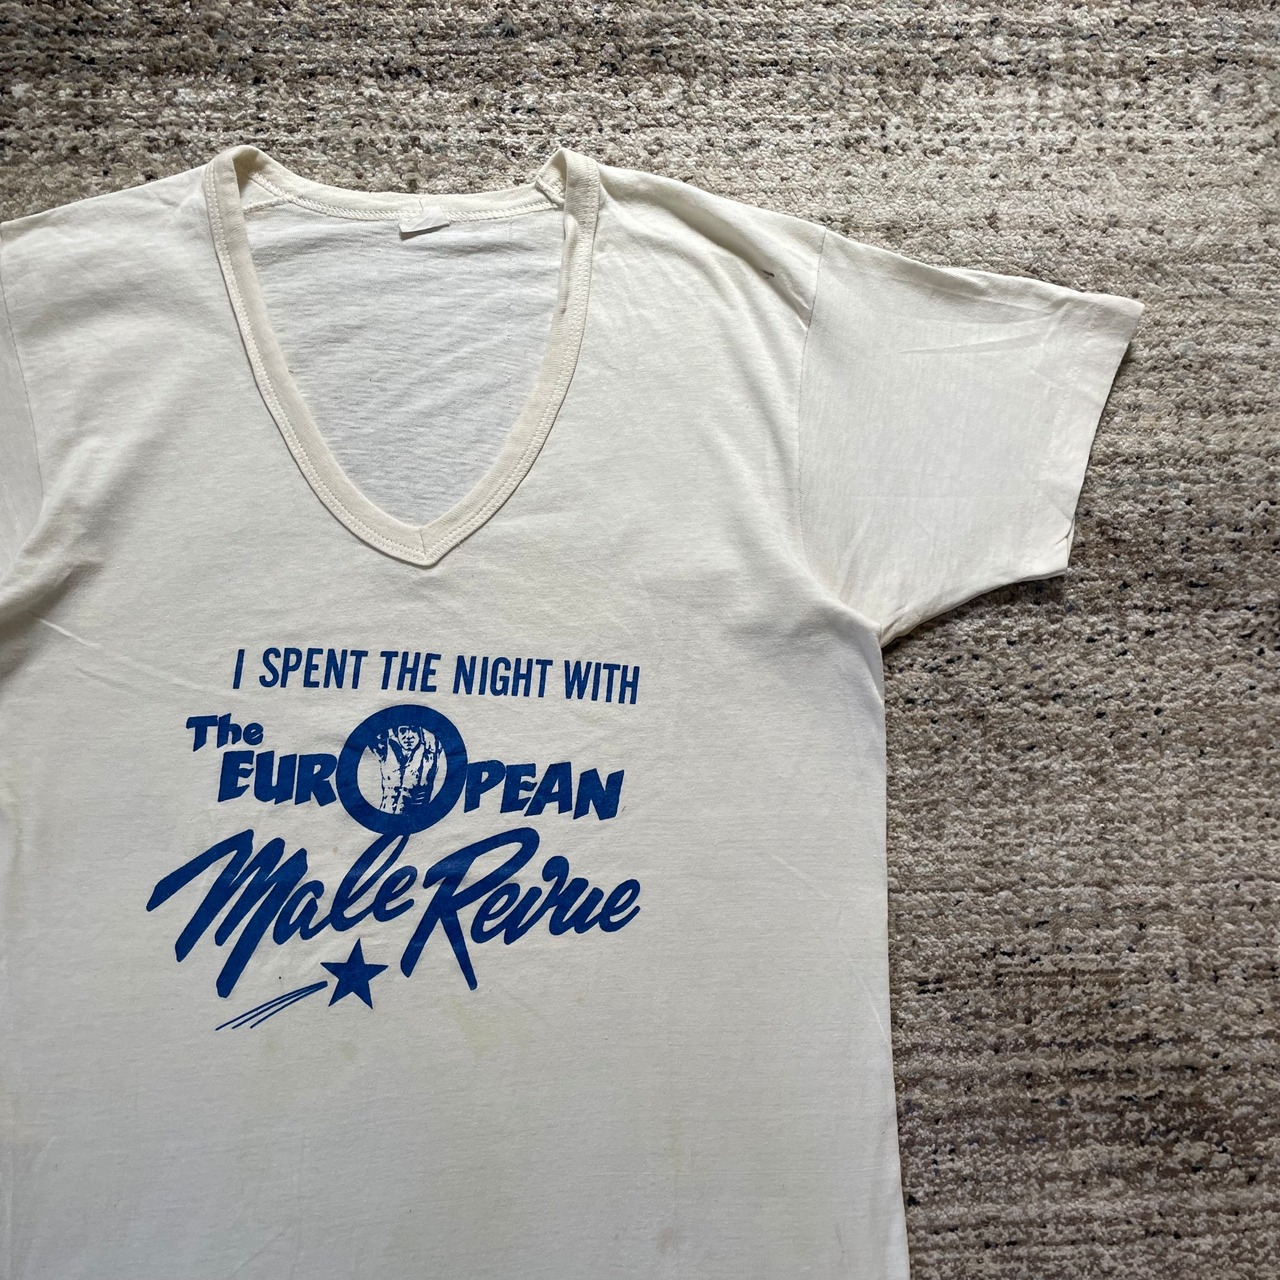 I SPENT THE NIGHT WITH
The
EUROPEAN
Male Revue